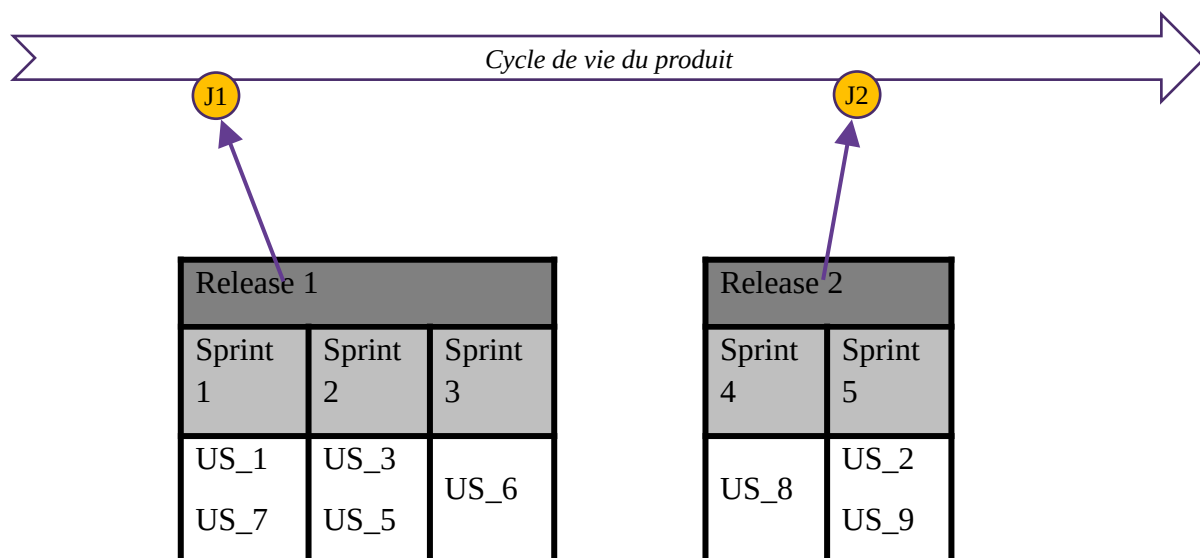 Cycle de vie du produit
J1
J2
Release 1
Sprint
1
Sprint
2
Sprint
3
US_1
US_7
US_3
US_5
US_6
Release 2
Sprint
4
Sprint
5
US_8
US_2
US_9